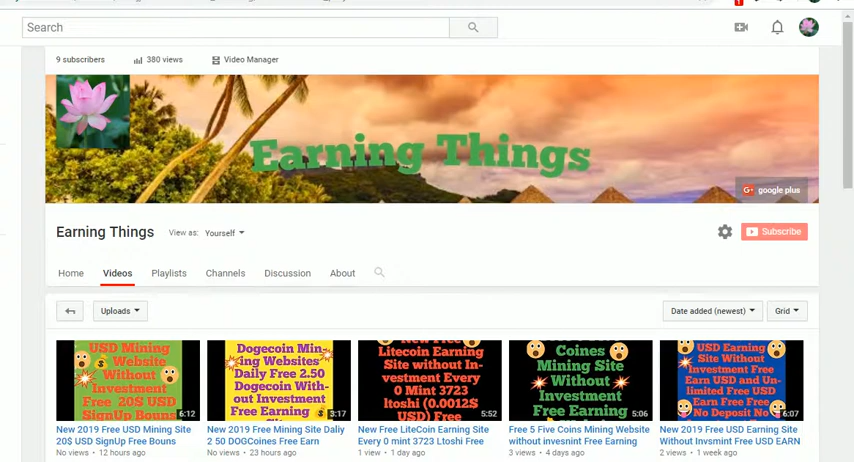 Search
9 subscribers
380 views
Video Manager
Earning Things
G+ google plus
Earning Things
View as: Yourself
Subscribe
Home
Videos
Playlists
Channels
Discussion
About
Uploads
Date added (newest)
Grid
USD Mining
Website
Without
Investment
Free 20$ USD
SignUp Bouns
6:12
Dogecoin Min-
ing Websites
Daily Free 2.50
Dogecoin With-
out Investment
Free Earning
3:17
New Free
Litecoin Earning
Site without In-
vestment Every
0 Mint 3723
ltoshi (0.0012$
USD) Free
5:52
Coines
Mining Site
Without
Investment
Free Earning
5:06
USD Earning
Site Without
Investment Free
Earn USD and Un-
limited Free USD
Earn Free Free
No Deposit No
6:07
New 2019 Free USD Mining Site
20$ USD SignUp Free Bouns
No views • 12 hours ago
New 2019 Free Mining Site Daliy
2 50 DOGCoines Free Earn
No views • 23 hours ago
New Free LiteCoin Earning Site
Every 0 mint 3723 Ltoshi Free
1 view • 1 day ago
Free 5 Five Coins Mining Website
without invesnint Free Earning
3 views • 4 days ago
New 2019 Free USD Earning Site
Without Invsmint Free USD EARN
2 views • 1 week ago